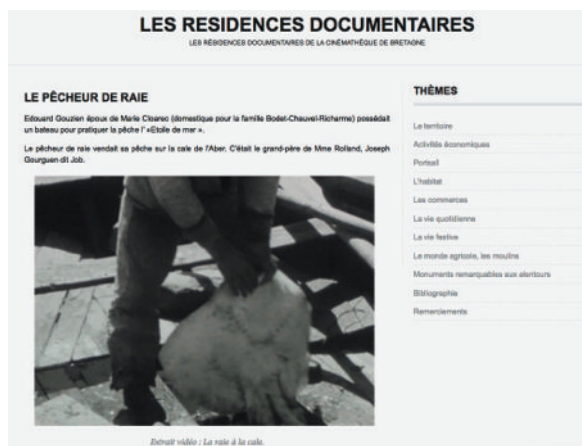 LES RESIDENCES DOCUMENTAIRES
LES RÉSIDENCES DOCUMENTAIRES DE LA CINÉMATHÈQUE DE BRETAGNE
LE PÊCHEUR DE RAIE
Edouard Gouzien époux de Marie Cloarec (domestique pour la famille Bodet-Chauvel-Richarme) possédait
un bateau pour pratiquer la pêche l' «Etoile de mer ».
Le pêcheur de raie vendait sa pêche sur la cale de l'Aber. C'était le grand-père de Mme Rolland, Joseph
Gourguen dit Job.
Extrait vidéo : La raie à la cale.
THÈMES
Le territoire
Activités économiques
Portrait
L'habitat
Les commerces
La vie quotidienne
La vie festive
Le monde agricole, les moulins
Monuments remarquables aux alentours
Bibliographie
Remerciements